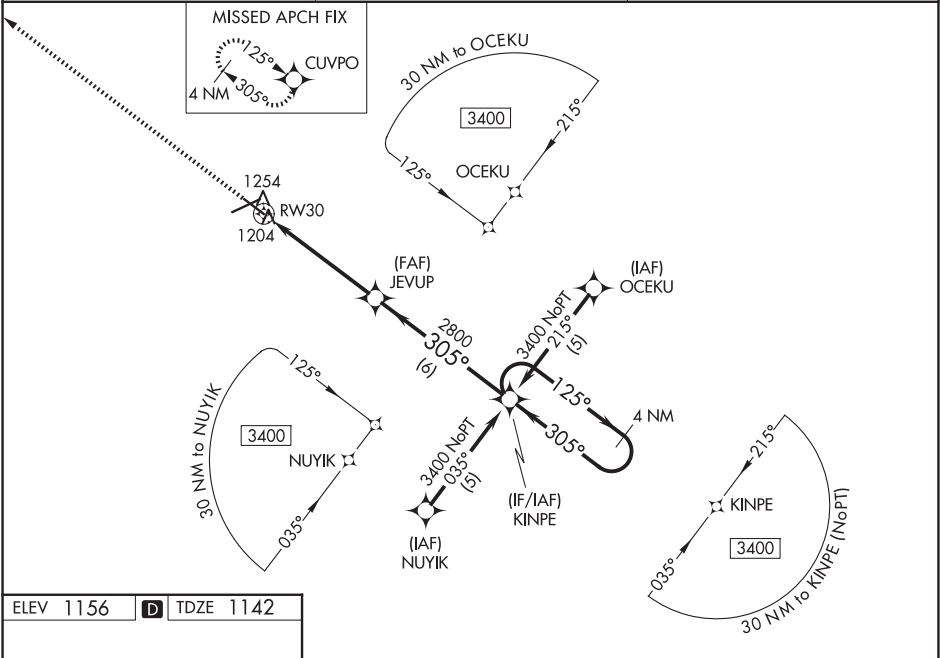 MISSED APCH FIX
125°
CUVPO
4 NM
305°
30 NM to OCEKU
3400
215°
125°
OCEKU
1254
RW30
1204
(FAF)
JEVUP
(IAF)
OCEKU
2800
305°
(6)
3400 NoPT
215°
(5)
125°
4 NM
305°
30 NM to NUYIK
125°
3400
NUYIK
035°
3400 NoPT
035°
(5)
(IF/IAF)
KINPE
(IAF)
NUYIK
215°
KINPE
3400
035°
30 NM to KINPE (NoPT)
ELEV 1156 D TDZE 1142